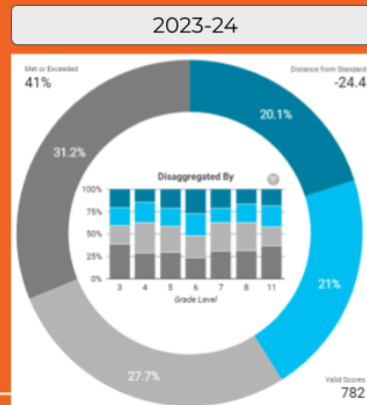 2023-24
Met or Exceeded
41%
Distance from Standard
-24.4
20.1%
31.2%
Disaggregated By
100%
75%
50%
25%
0%
3 4 5 6 7 8 11
Grade Level
21%
27.7%
Valid Scores
782